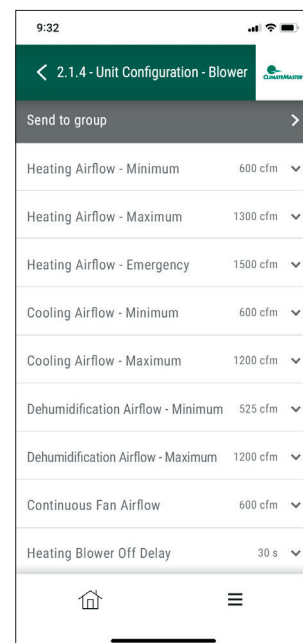 9:32
2.1.4 - Unit Configuration - Blower
CLIMATEMASTER
Send to group
Heating Airflow - Minimum 600 cfm
Heating Airflow - Maximum 1300 cfm
Heating Airflow - Emergency 1500 cfm
Cooling Airflow - Minimum 600 cfm
Cooling Airflow - Maximum 1200 cfm
Dehumidification Airflow - Minimum 525 cfm
Dehumidification Airflow - Maximum 1200 cfm
Continuous Fan Airflow 600 cfm
Heating Blower Off Delay 30 s